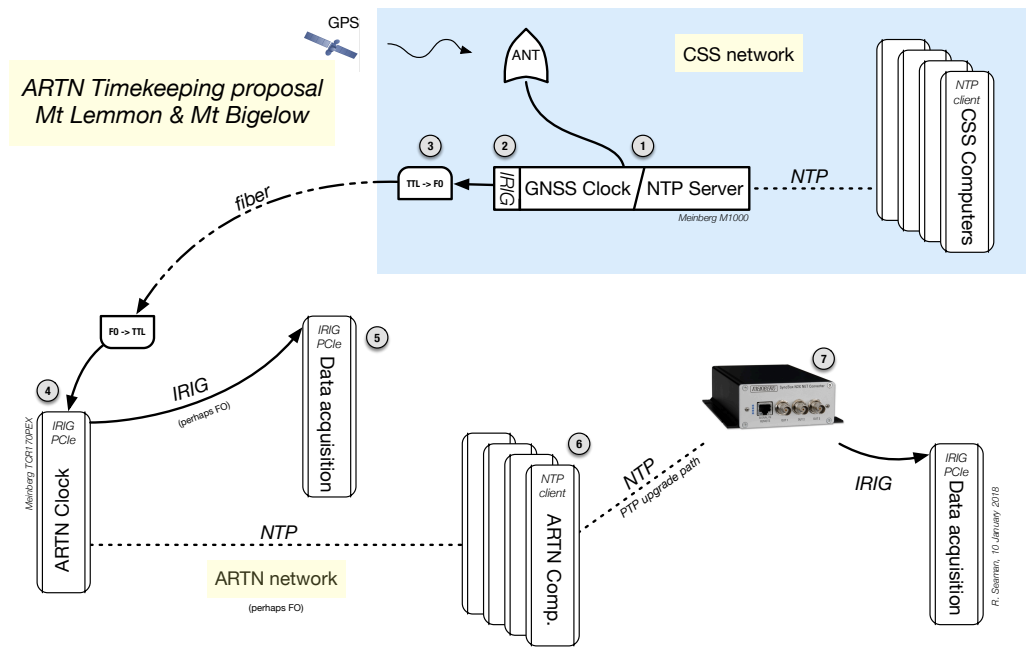 GPS
ARTN Timekeeping proposal
Mt Lemmon & Mt Bigelow
ANT
CSS network
NTP
client
CSS Computers
3
2
1
TTL -> FO
IRIG
GNSS Clock
NTP Server
Meinberg M1000
NTP
fiber
FO -> TTL
IRIG
PCIe
Data acquisition
5
7
4
IRIG
(perhaps FO)
Meinberg TCR170PEX
IRIG
PCIe
ARTN Clock
6
NTP
client
ARTN Comp.
NTP
PTP upgrade path
MEINBERG
IRIG
IRIG
PCIe
Data acquisition
NTP
ARTN network
(perhaps FO)
R. Seaman, 10 January 2018